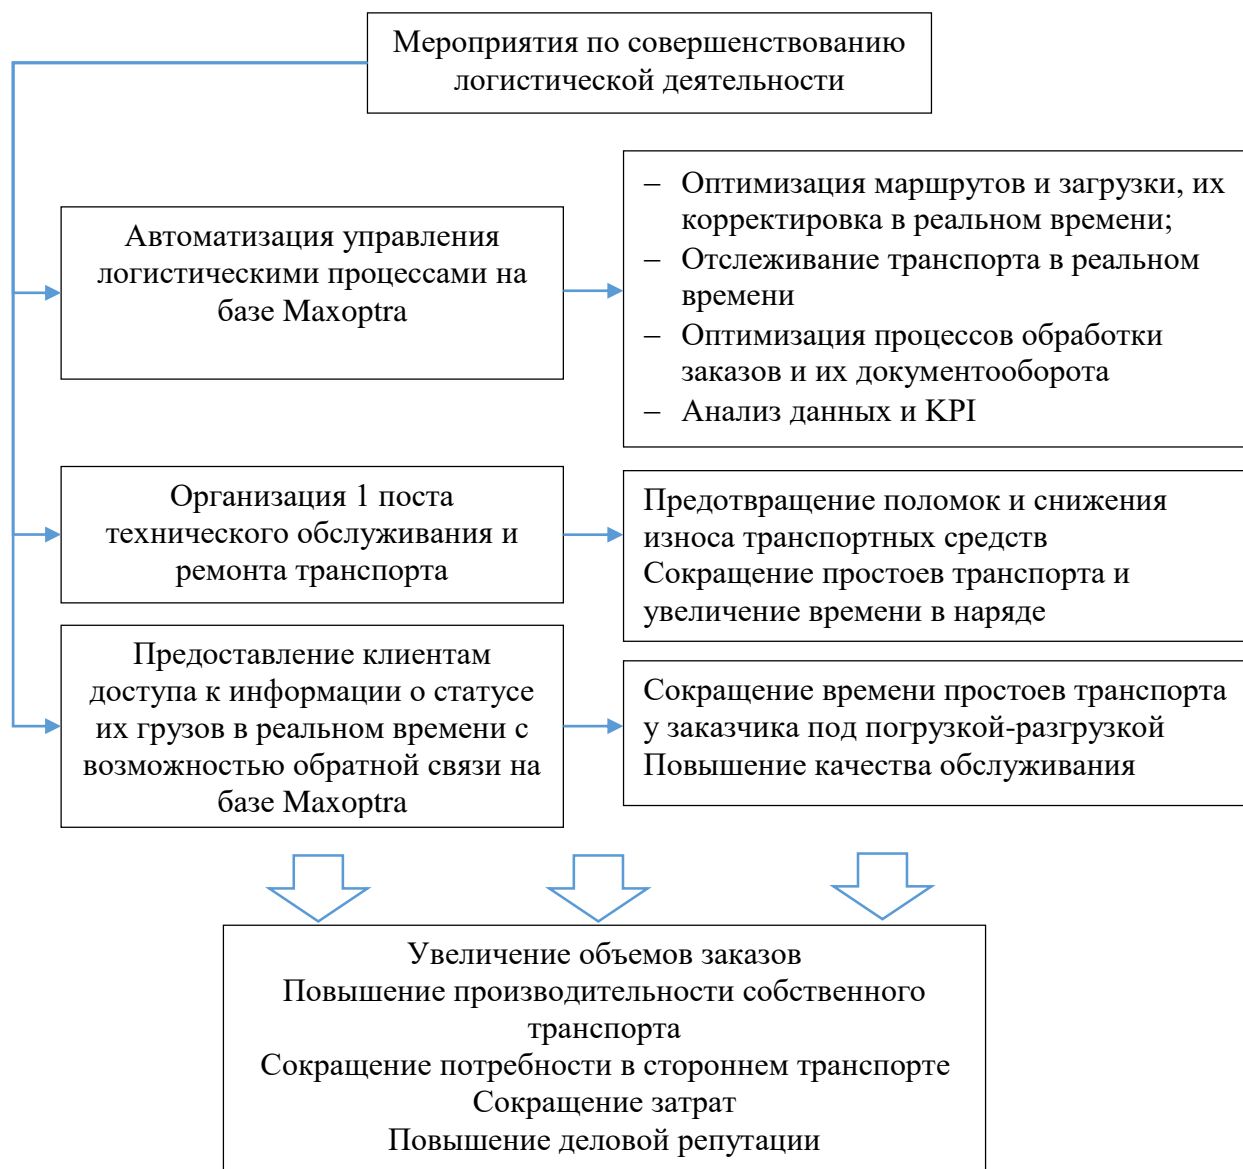 Мероприятия по совершенствованию
логистической деятельности
Автоматизация управления
логистическими процессами на
базе Maxoptra
– Оптимизация маршрутов и загрузки, их
корректировка в реальном времени;
– Отслеживание транспорта в реальном
времени
– Оптимизация процессов обработки
заказов и их документооборота
– Анализ данных и KPI
Организация 1 поста
технического обслуживания и
ремонта транспорта
Предотвращение поломок и снижения
износа транспортных средств
Сокращение простоев транспорта и
увеличение времени в наряде
Предоставление клиентам
доступа к информации о статусе
их грузов в реальном времени с
возможностью обратной связи на
базе Maxoptra
Сокращение времени простоев транспорта
у заказчика под погрузкой-разгрузкой
Повышение качества обслуживания
Увеличение объемов заказов
Повышение производительности собственного
транспорта
Сокращение потребности в стороннем транспорте
Сокращение затрат
Повышение деловой репутации